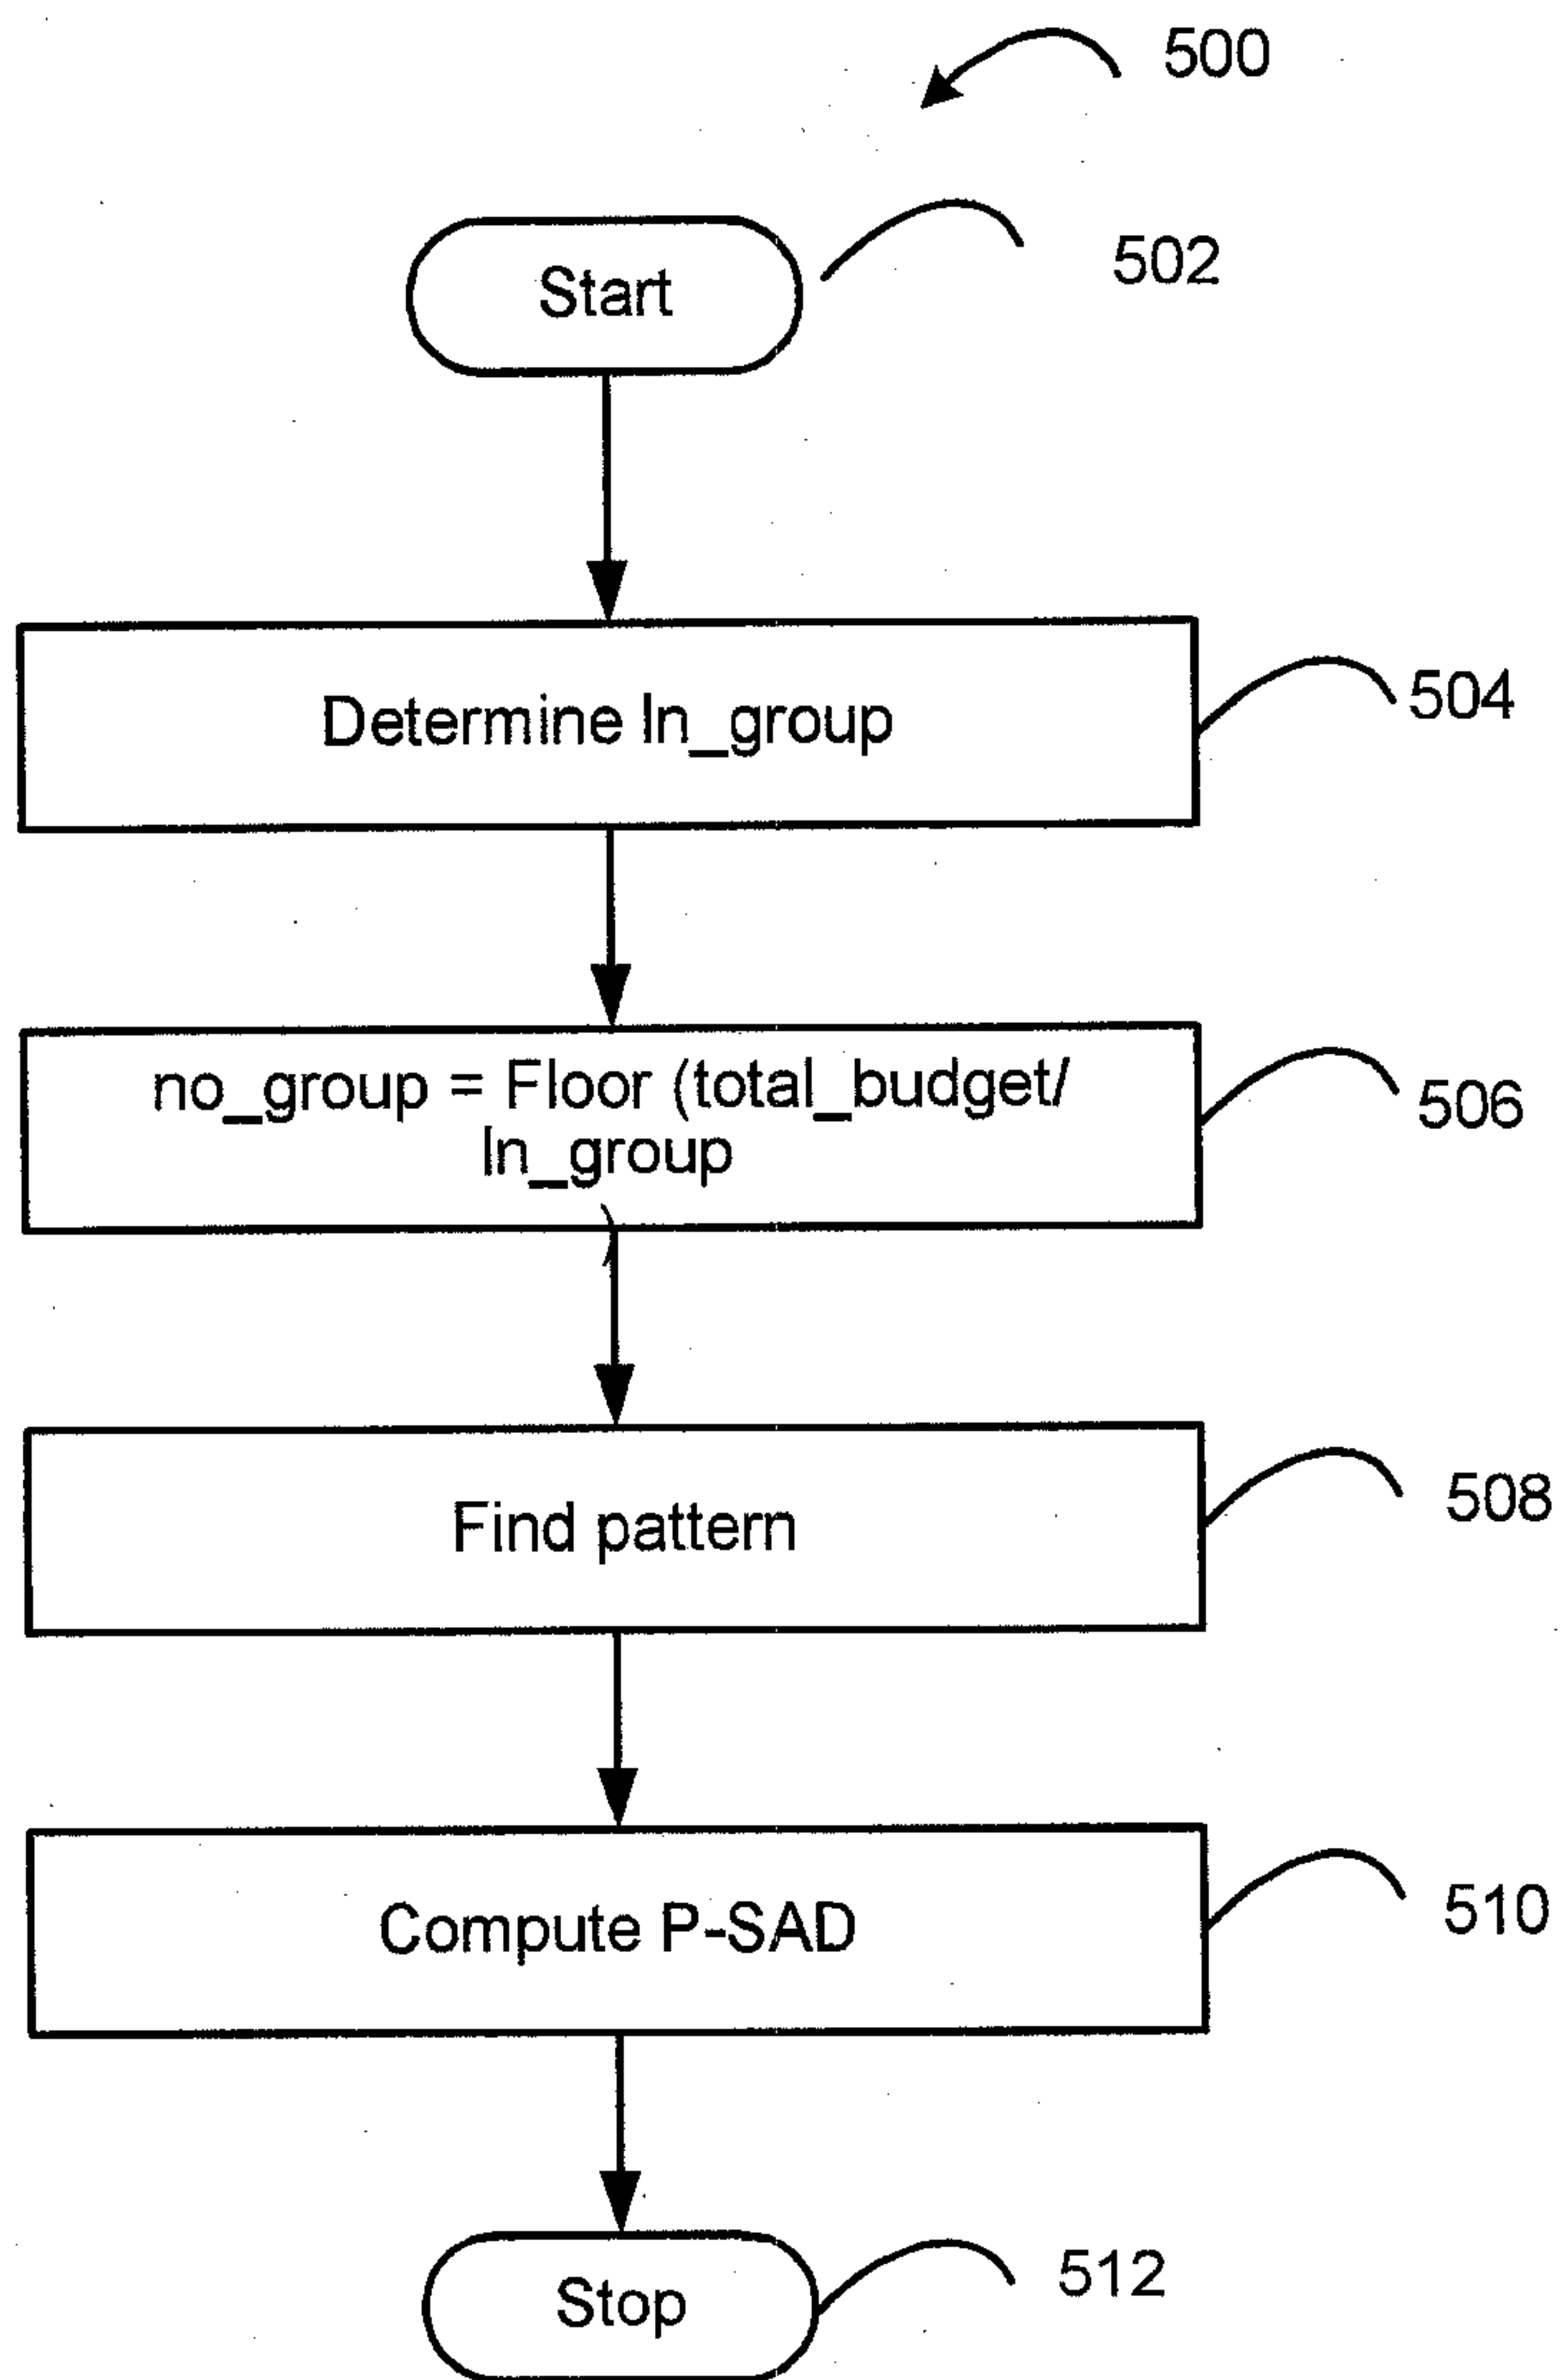 500
502
Start
Determine ln_group
504
no_group = Floor (total_budget/
ln_group
)
506
Find pattern
508
Compute P-SAD
510
Stop
512